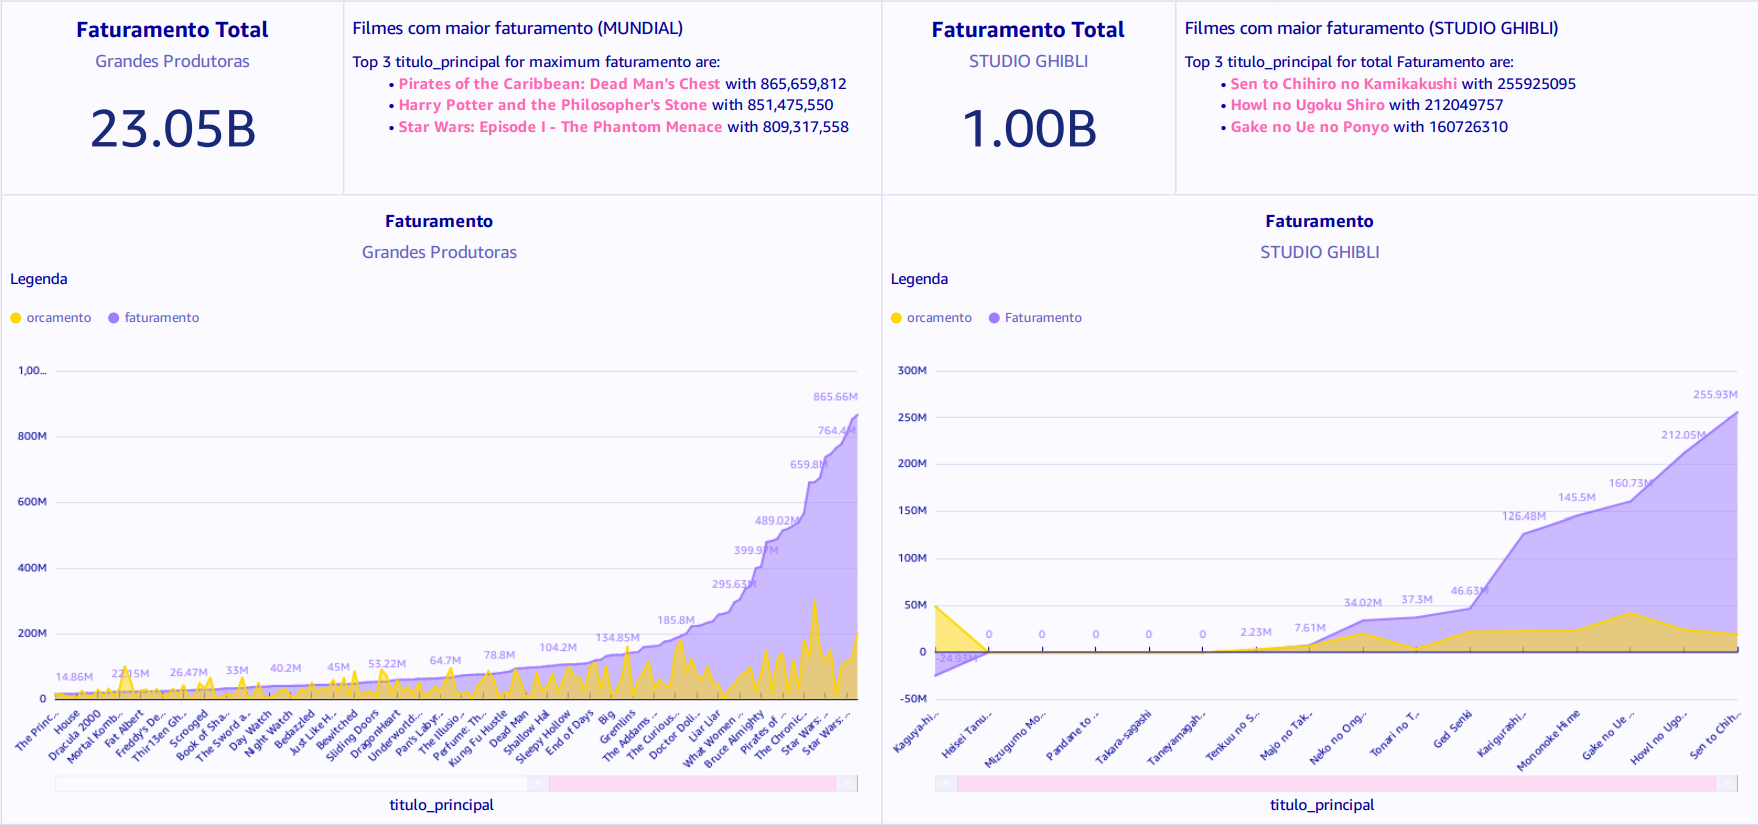 Faturamento Total
Grandes Produtoras
23.05B
Filmes com maior faturamento (MUNDIAL)
Top 3 titulo_principal for maximum faturamento are:
• Pirates of the Caribbean: Dead Man's Chest with 865,659,812
• Harry Potter and the Philosopher's Stone with 851,475,550
• Star Wars: Episode I - The Phantom Menace with 809,317,558
Faturamento Total
STUDIO GHIBLI
1.00B
Filmes com maior faturamento (STUDIO GHIBLI)
Top 3 titulo_principal for total Faturamento are:
• Sen to Chihiro no Kamikakushi with 255925095
• Howl no Ugoku Shiro with 212049757
• Gake no Ue no Ponyo with 160726310
Faturamento
Grandes Produtoras
Legenda
orcamento
faturamento
1,00...
800M
600M
400M
200M
0
14.86M
22.15M
26.47M
33M
40.2M
45M
53.22M
64.7M
78.8M
104.2M
134.85M
185.8M
295.63M
399.97M
489.02M
659.8M
764.4M
865.66M
The Princ...
House
Dracula 2000
Mortal Komb...
Fat Albert
Freddy's De...
Thir13en Gh...
Scrooged
Book of Sha...
The Sword a...
Day Watch
Night Watch
Bedazzled
Just Like H...
Bewitched
Sliding Doors
DragonHeart
Underworld...
Pan's Labyr...
The Illusio...
Perfume: Th...
Kung Fu Hustle
Dead Man
Shallow Hal
Sleepy Hollow
End of Days
Big
Gremlins
The Addams ...
The Curious...
Doctor Doli...
Liar Liar
What Women ...
Bruce Almighty
Pirates of ...
The Chronic...
Star Wars: ...
Star Wars: ...
titulo_principal
Faturamento
STUDIO GHIBLI
Legenda
orcamento
Faturamento
300M
250M
200M
150M
100M
50M
0
-50M
-24.93M
0
0
0
0
0
2.23M
7.61M
34.02M
37.3M
46.63M
126.48M
145.5M
160.73M
212.05M
255.93M
Kaguya-hi...
Heisei Tanu...
Mizugumo Mo...
Pandane to ...
Takara-sagashi
Taneyamagah...
Tenkuu no S...
Majo no Tak...
Neko no Ong...
Tonari no T...
Ged Senki
Karigurashi...
Mononoke Hime
Gake no Ue ...
Howl no Ugo...
Sen to Chih...
titulo_principal